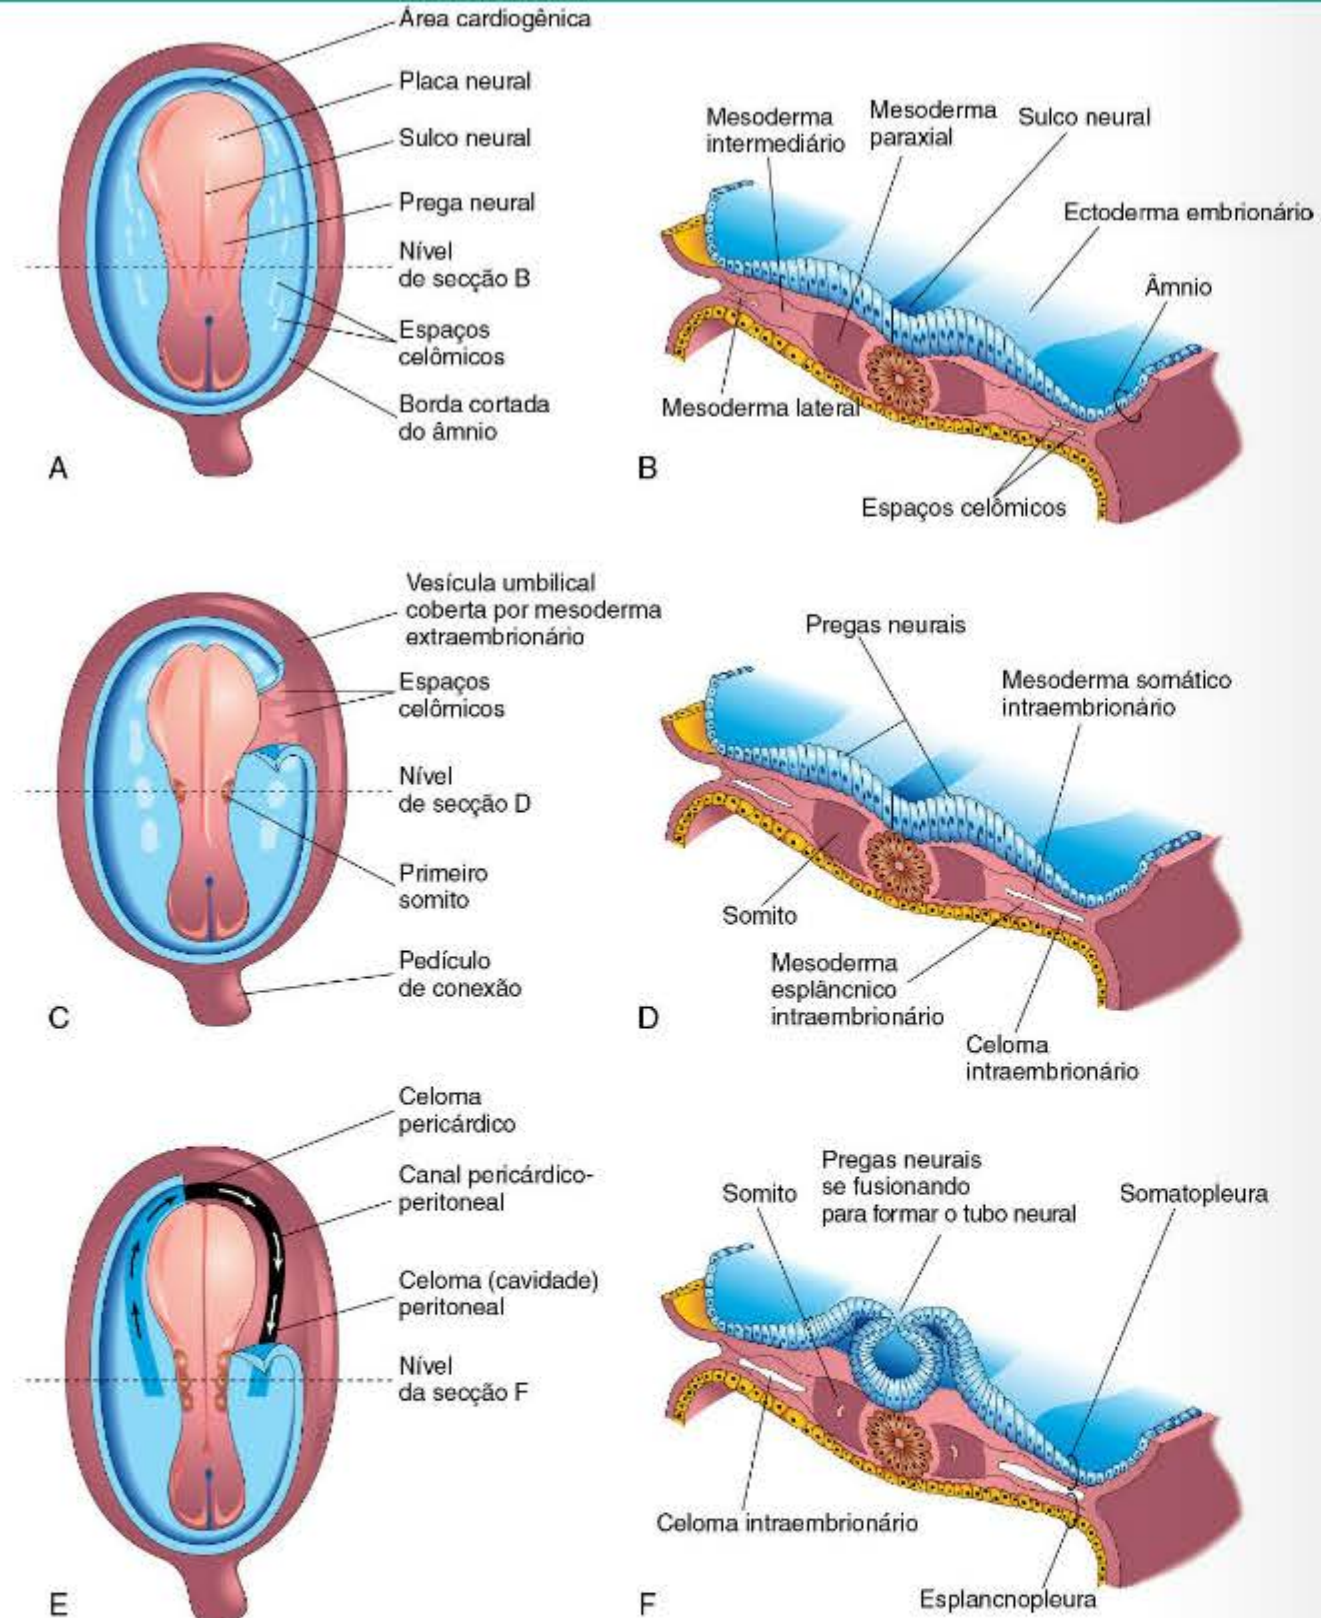 Área cardiogênica
Placa neural
Sulco neural
Prega neural
Nível
de secção B
Espaços
celômicos
Borda cortada
do âmnio
A
Mesoderma
intermediário
Mesoderma
paraxial
Sulco neural
Ectoderma embrionário
Âmnio
Mesoderma lateral
Espaços celômicos
B
Vesícula umbilical
coberta por mesoderma
extraembrionário
Espaços
celômicos
Nível
de secção D
Primeiro
somito
Pedículo
de conexão
C
Pregas neurais
Mesoderma somático
intraembrionário
Somito
Mesoderma
esplâncnico
intraembrionário
Celoma
intraembrionário
D
Celoma
pericárdico
Canal pericárdico-
peritoneal
Celoma (cavidade)
peritoneal
Nível
da secção F
E
Somito
Pregas neurais
se fusionando
para formar o tubo neural
Somatopleura
Celoma intraembrionário
Esplancnopleura
F